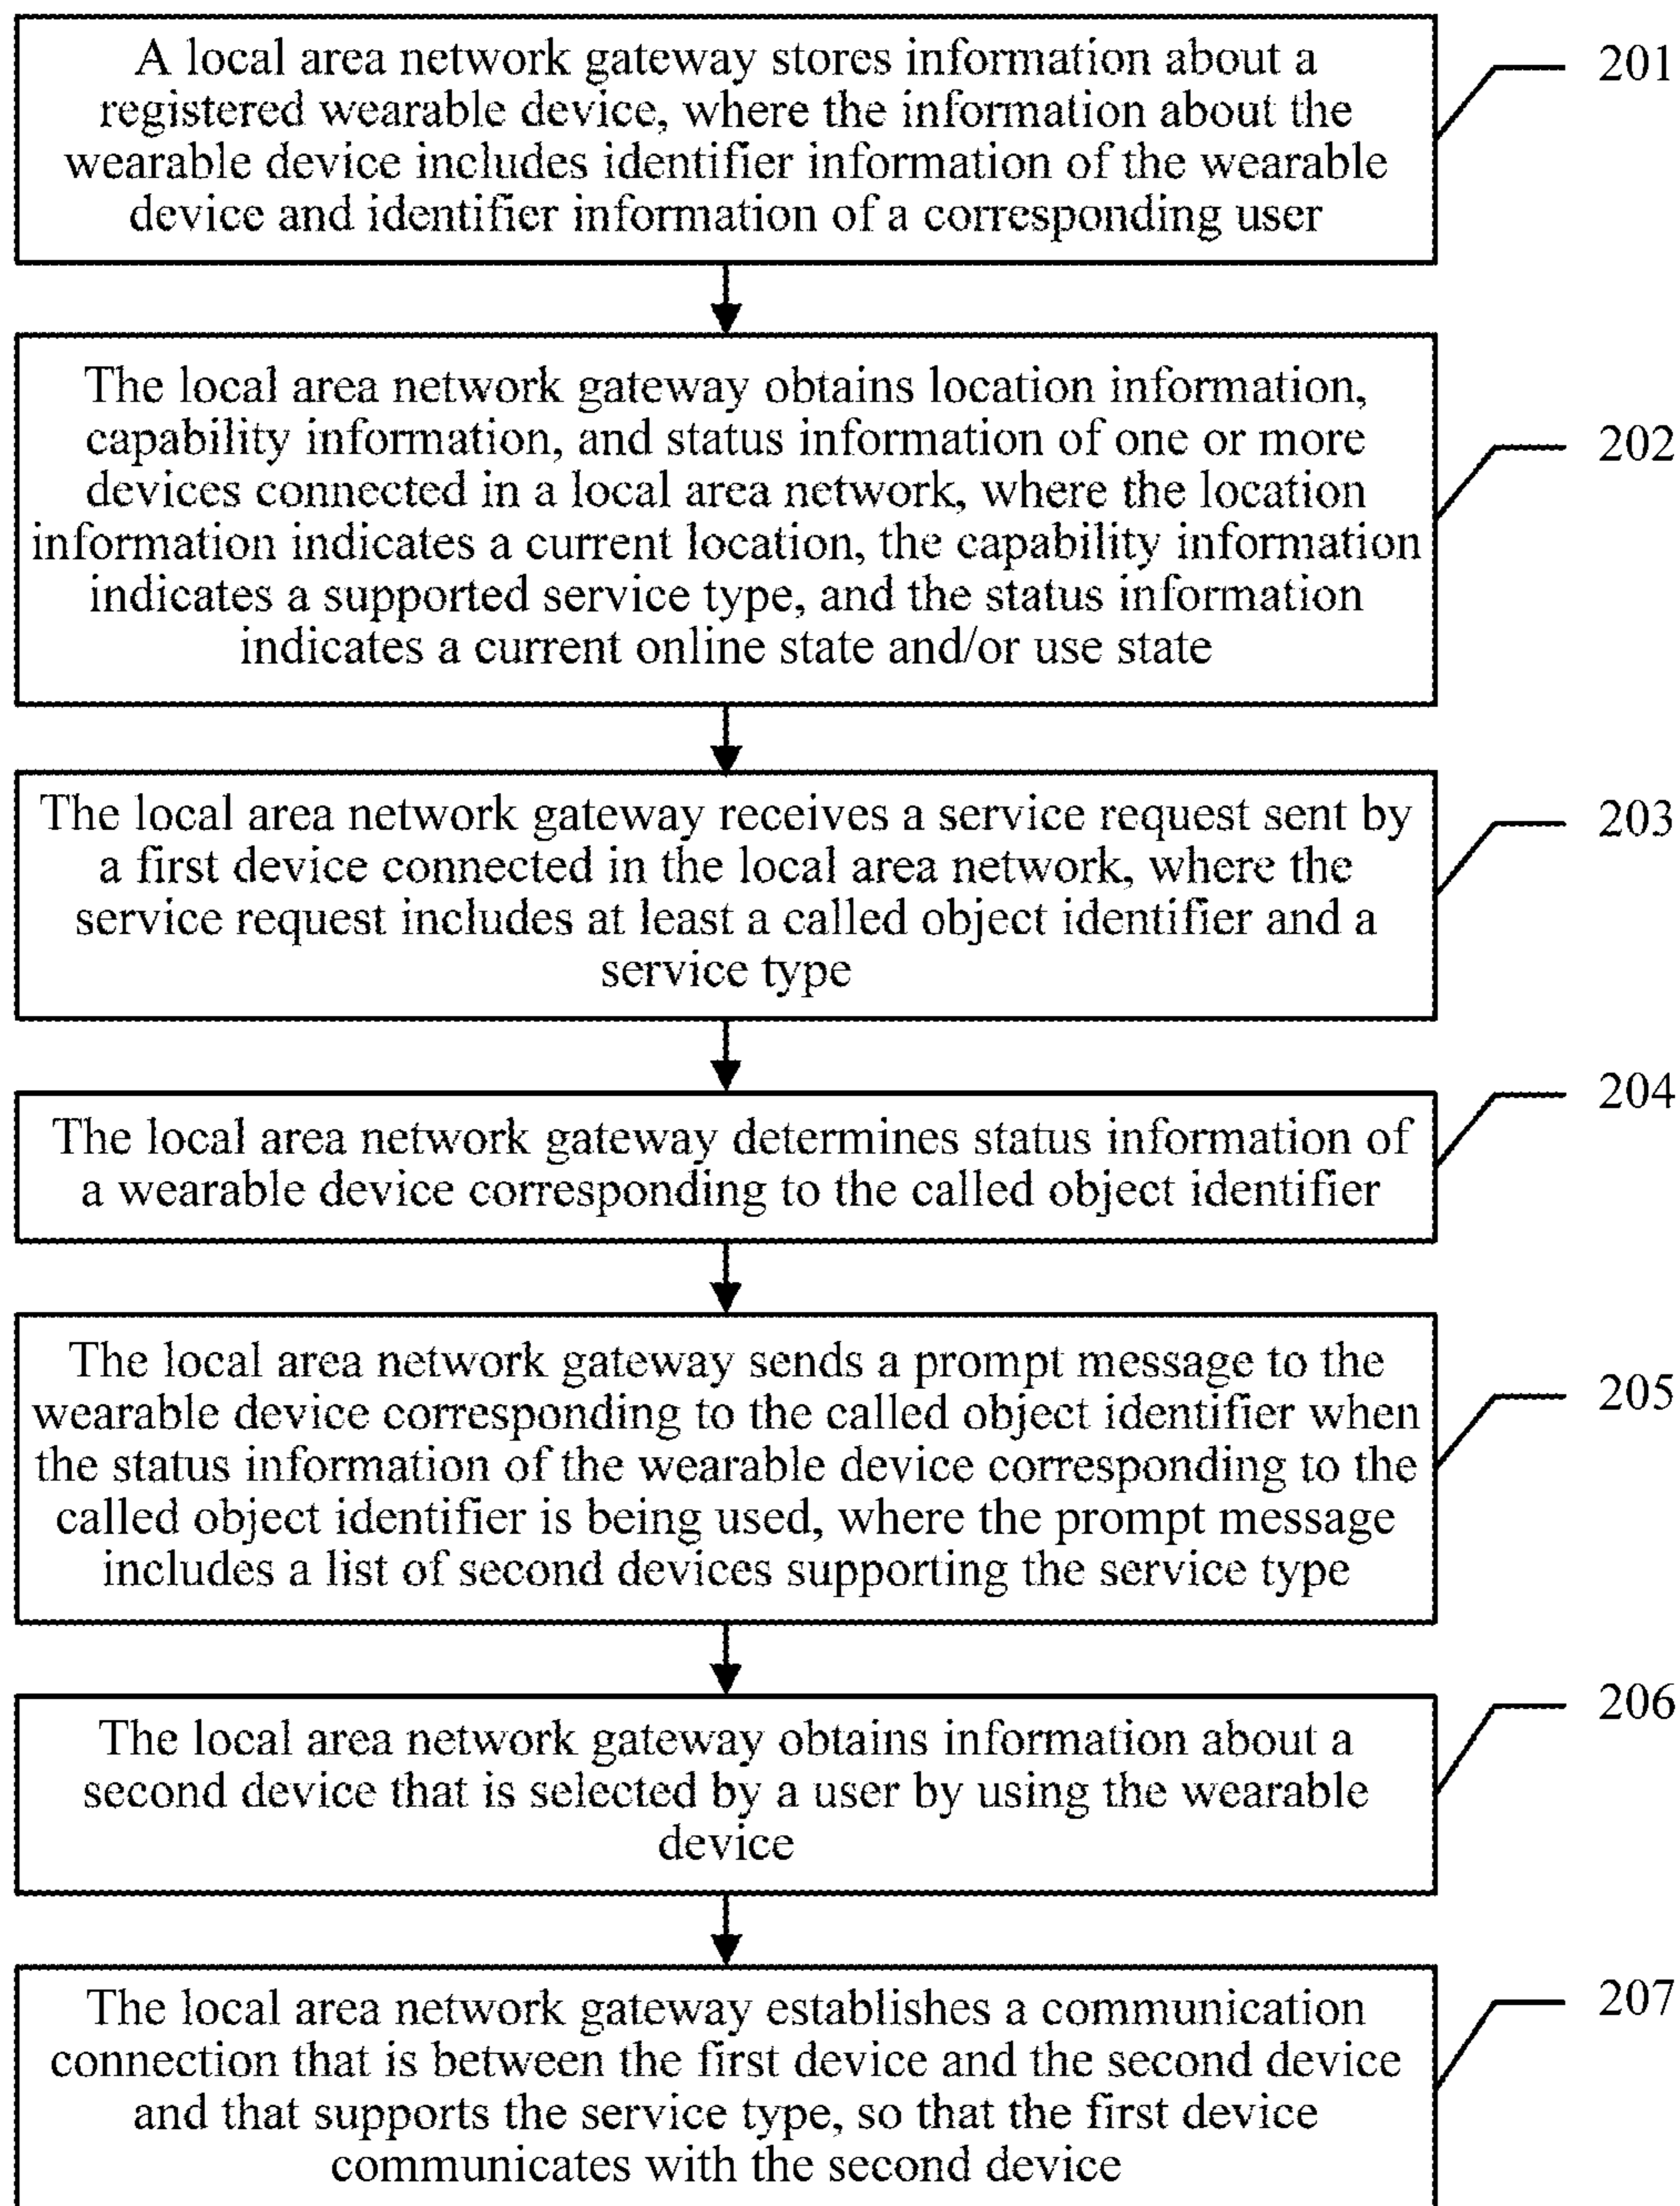 A local area network gateway stores information about a
registered wearable device, where the information about the
wearable device includes identifier information of the wearable
device and identifier information of a corresponding user
201
The local area network gateway obtains location information,
capability information, and status information of one or more
devices connected in a local area network, where the location
information indicates a current location, the capability information
indicates a supported service type, and the status information
indicates a current online state and/or use state
202
The local area network gateway receives a service request sent by
a first device connected in the local area network, where the
service request includes at least a called object identifier and a
service type
203
The local area network gateway determines status information of
a wearable device corresponding to the called object identifier
204
The local area network gateway sends a prompt message to the
wearable device corresponding to the called object identifier when
the status information of the wearable device corresponding to the
called object identifier is being used, where the prompt message
includes a list of second devices supporting the service type
205
The local area network gateway obtains information about a
second device that is selected by a user by using the wearable
device
206
The local area network gateway establishes a communication
connection that is between the first device and the second device
and that supports the service type, so that the first device
communicates with the second device
207